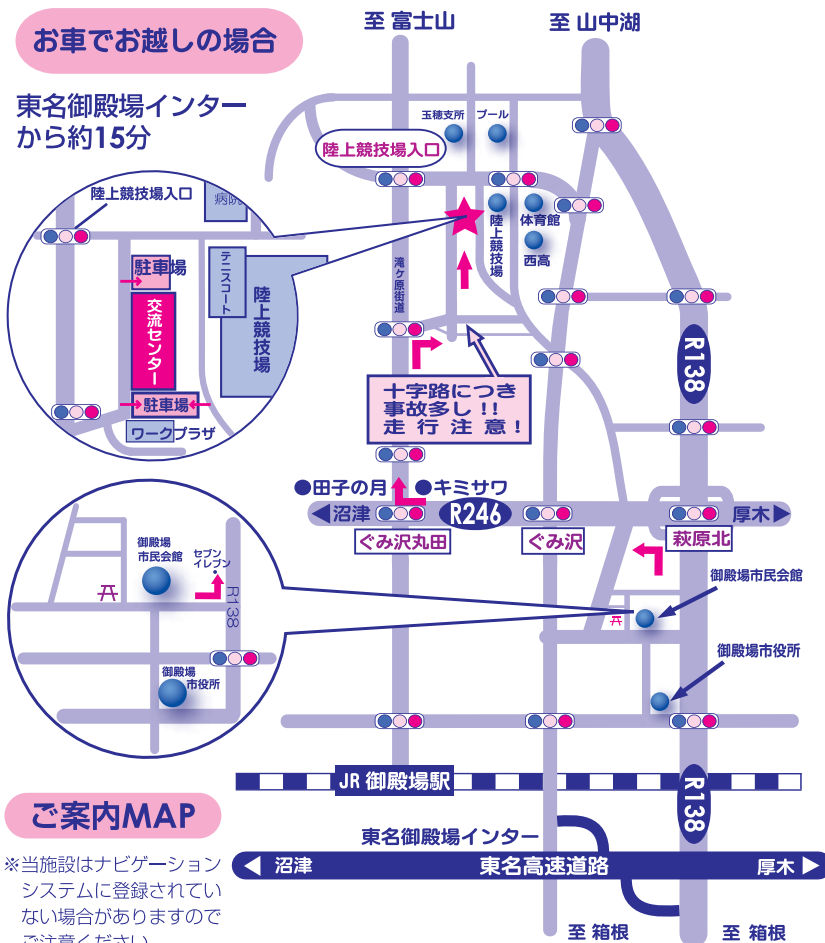 お車でお越しの場合
至 富士山
至 山中湖
東名御殿場インター
から約15分
玉穂支所
プール
陸上競技場入口
陸上競技場入口
病院
陸上競技場
体育館
西高
駐車場
テニスコート
陸上競技場
滝ヶ原街道
交流センター
R138
駐車場
ワークプラザ
十字路につき
事故多し!!
走行注意!
●田子の月
●キミサワ
沼津
R246
厚木
ぐみ沢丸田
ぐみ沢
萩原北
御殿場
市民会館
セブン
イレブン
R138
御殿場市民会館
御殿場市役所
御殿場
市役所
JR 御殿場駅
R138
ご案内MAP
東名御殿場インター
沼津
東名高速道路
厚木
※当施設はナビゲーション
システムに登録されてい
ない場合がありますので
ご注意ください
至 箱根
至 箱根